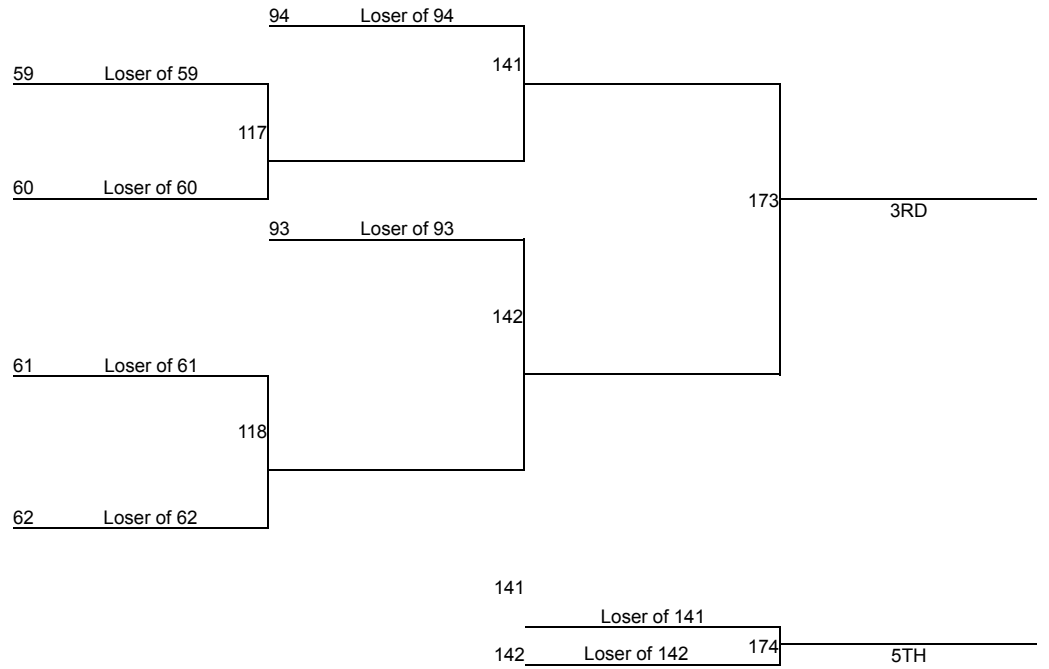 94 Loser of 94
141
59 Loser of 59
117
60 Loser of 60
173
3RD
93 Loser of 93
142
61 Loser of 61
118
62 Loser of 62
141
Loser of 141
142 Loser of 142
174
5TH